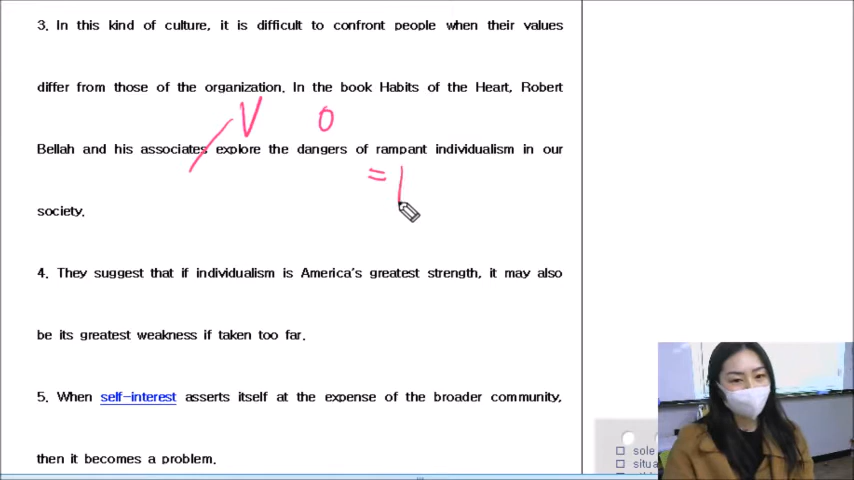 3. In this kind of culture, it is difficult to confront people when their values
differ from those of the organization. In the book Habits of the Heart, Robert
V O
Bellah and his associates explore the dangers of rampant individualism in our
=
society.
4. They suggest that if individualism is America's greatest strength, it may also
be its greatest weakness if taken too far.
5. When self-interest asserts itself at the expense of the broader community,
then it becomes a problem.
sole
situa